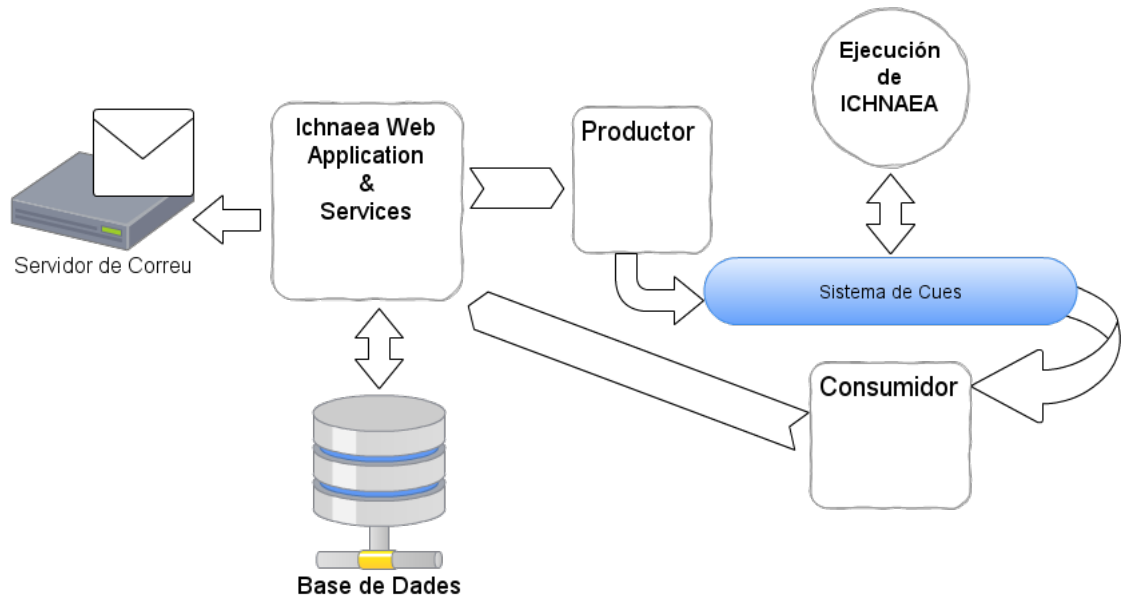 Ejecución
de
ICHNAEA
Ichnaea Web
Application
&
Services
Productor
Servidor de Correu
Sistema de Cues
Consumidor
Base de Dades